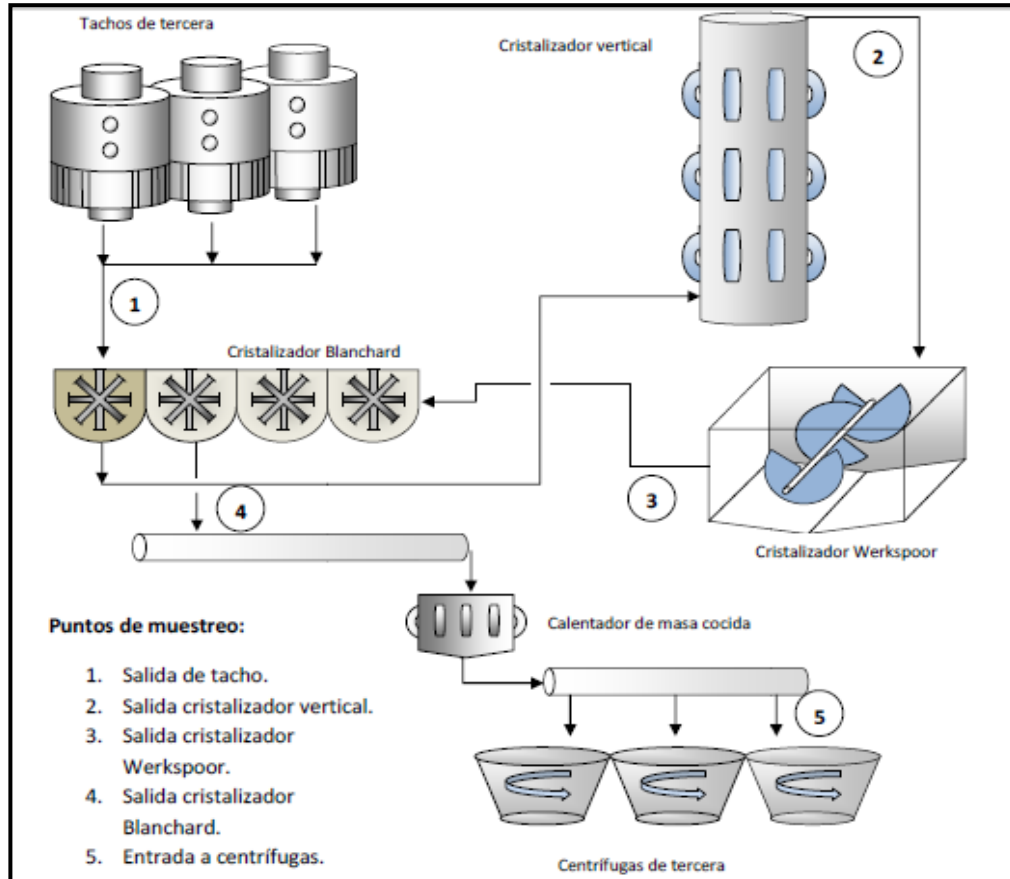 Tachos de tercera
Cristalizador vertical
2
1
Cristalizador Blanchard
3
4
Cristalizador Werkspoor
Calentador de masa cocida
Puntos de muestreo:
1. Salida de tacho.
2. Salida cristalizador vertical.
3. Salida cristalizador
Werkspoor.
4. Salida cristalizador
Blanchard.
5. Entrada a centrífugas.
5
Centrífugas de tercera